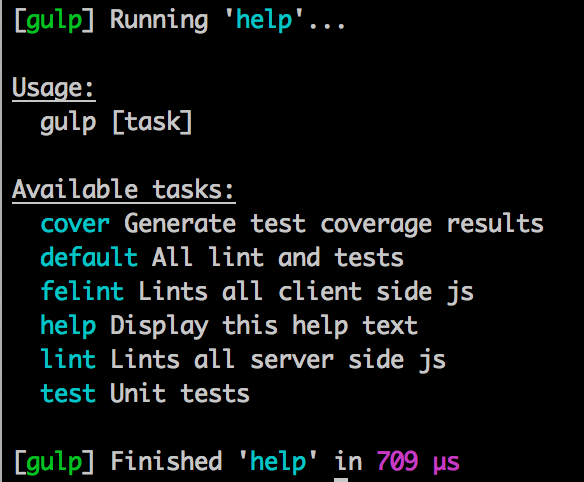 [gulp] Running 'help'...
Usage:
gulp [task]
Available tasks:
cover Generate test coverage results
default All lint and tests
felint Lints all client side js
help Display this help text
lint Lints all server side js
test Unit tests
[gulp] Finished 'help' in 709 μs